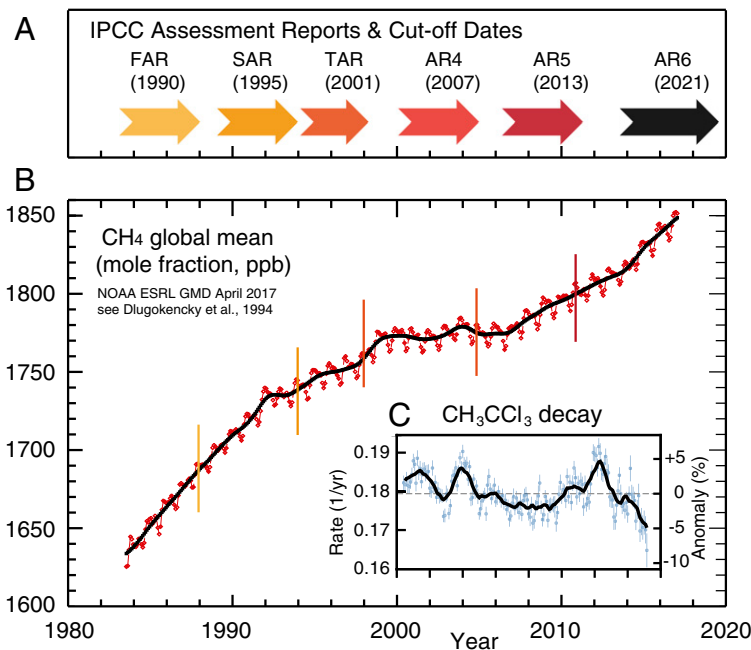 A
IPCC Assessment Reports & Cut-off Dates
FAR SAR TAR AR4 AR5 AR6
(1990) (1995) (2001) (2007) (2013) (2021)
B
1850
CH4 global mean
(mole fraction, ppb)
NOAA ESRL GMD April 2017
see Dlugokencky et al., 1994
1800
1750
1700
1650
1600
C CH3CCl3 decay
0.19
0.18
0.17
0.16
Rate (1/yr)
+5
0
-5
-10
Anomaly (%)
1980 1990 2000 2010 2020
Year